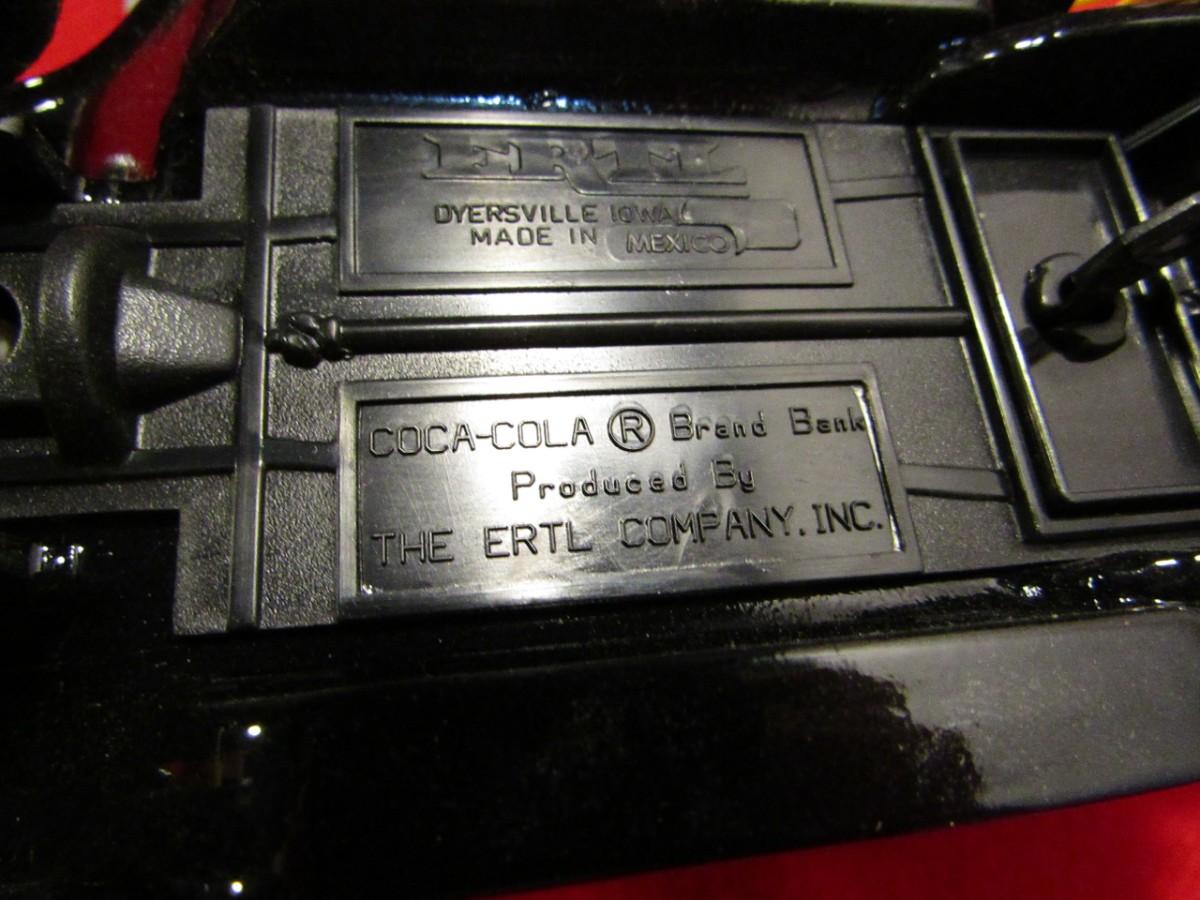 ERTL
DYERSVILLE IOWA
MADE IN MEXICO
COCA-COLA ® Brand Bank
Produced By
THE ERTL COMPANY, INC.